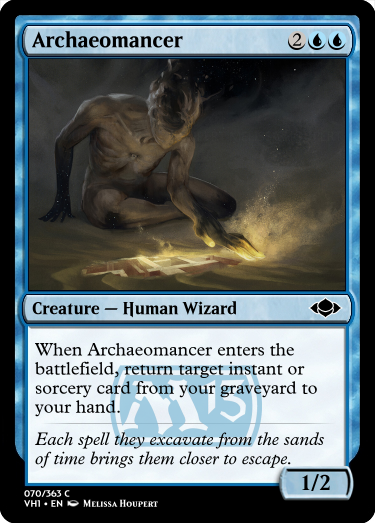 Archaeomancer 2
Creature — Human Wizard
When Archaeomancer enters the
battlefield, return target instant or
sorcery card from your graveyard to
your hand.
Each spell they excavate from the sands
of time brings them closer to escape.
1/2
070/363 C
VH1 • EN Melissa Houpert